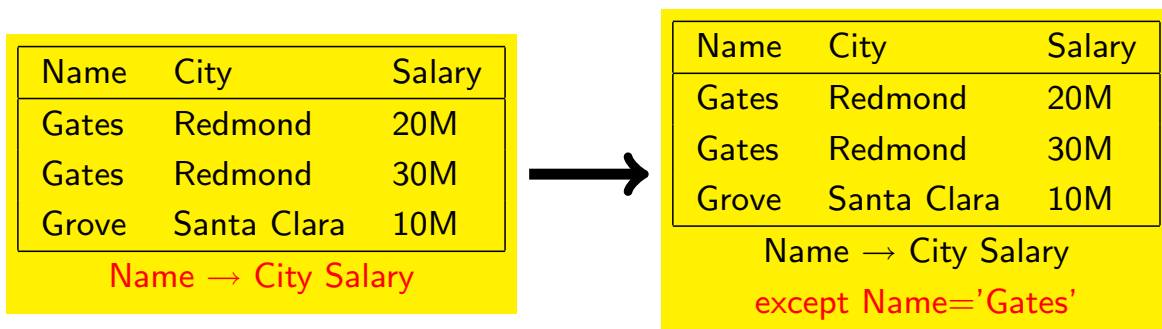 Name City Salary
Gates Redmond 20M
Gates Redmond 30M
Grove Santa Clara 10M
Name → City Salary
Name City Salary
Gates Redmond 20M
Gates Redmond 30M
Grove Santa Clara 10M
Name → City Salary
except Name=’Gates’